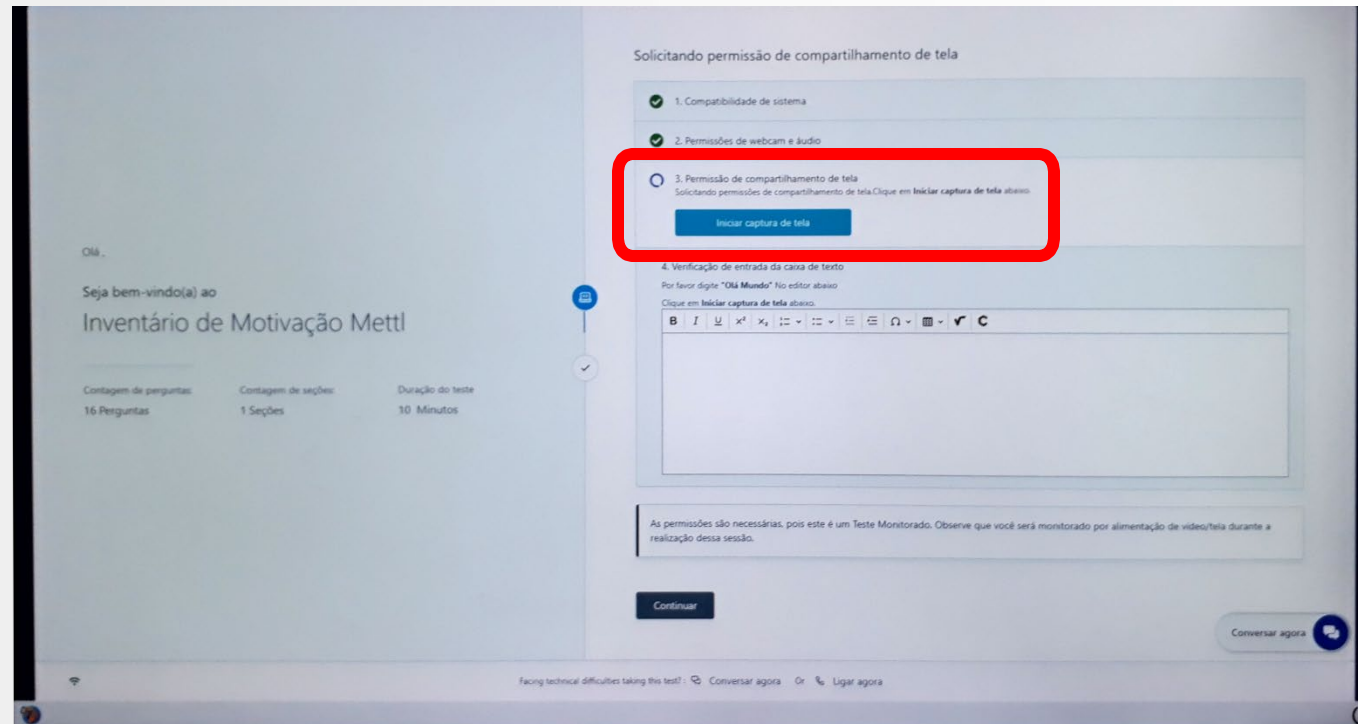 Solicitando permissão de compartilhamento de tela
1. Compatibilidade de sistema
2. Permissões de webcam e áudio
3. Permissão de compartilhamento de tela
Solicitando permissões de compartilhamento de tela.Clique em Iniciar captura de tela abaixo.
Iniciar captura de tela
4. Verificação de entrada da caixa de texto
Por favor digite "Olá Mundo" No editor abaixo
Clique em Iniciar captura de tela abaixo.
B I U x² x₂ Ω C
As permissões são necessárias, pois este é um Teste Monitorado. Observe que você será monitorado por alimentação de vídeo/tela durante a
realização dessa sessão.
Continuar
Olá ,
Seja bem-vindo(a) ao
Inventário de Motivação Mettl
Contagem de perguntas Contagem de seções: Duração do teste
16 Perguntas 1 Seções 10 Minutos
Conversar agora
Facing technical difficulties taking this test? : Conversar agora Or Ligar agora